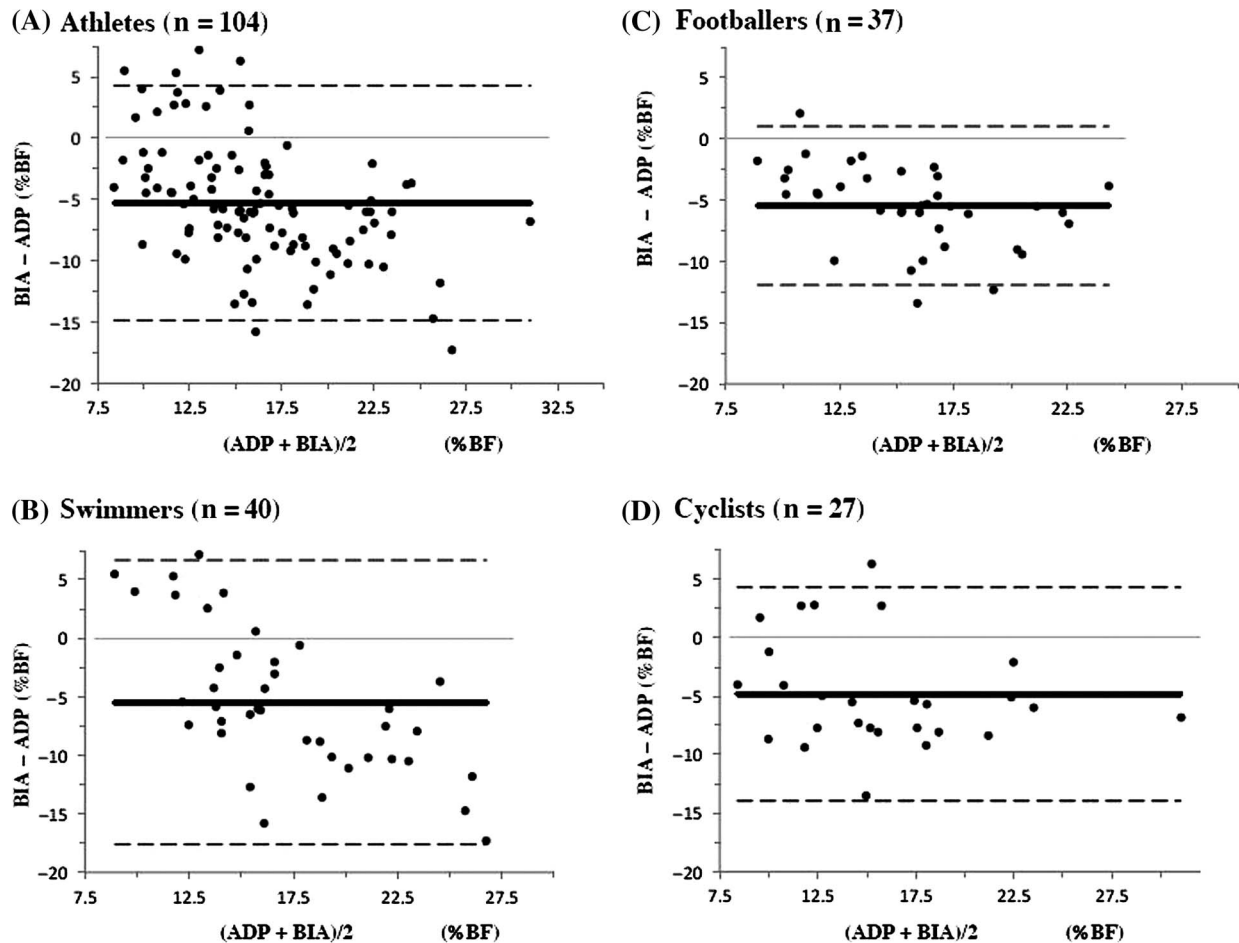 (A) Athletes (n = 104)
5
0
−5
−10
−15
−20
BIA − ADP (%BF)
7.5 12.5 17.5 22.5 27.5 32.5
(ADP + BIA)/2 (%BF)
(C) Footballers (n = 37)
5
0
−5
−10
−15
−20
BIA − ADP (%BF)
7.5 12.5 17.5 22.5 27.5
(ADP + BIA)/2 (%BF)
(B) Swimmers (n = 40)
5
0
−5
−10
−15
−20
BIA − ADP (%BF)
7.5 12.5 17.5 22.5 27.5
(ADP + BIA)/2 (%BF)
(D) Cyclists (n = 27)
5
0
−5
−10
−15
−20
BIA − ADP (%BF)
7.5 12.5 17.5 22.5 27.5
(ADP + BIA)/2 (%BF)